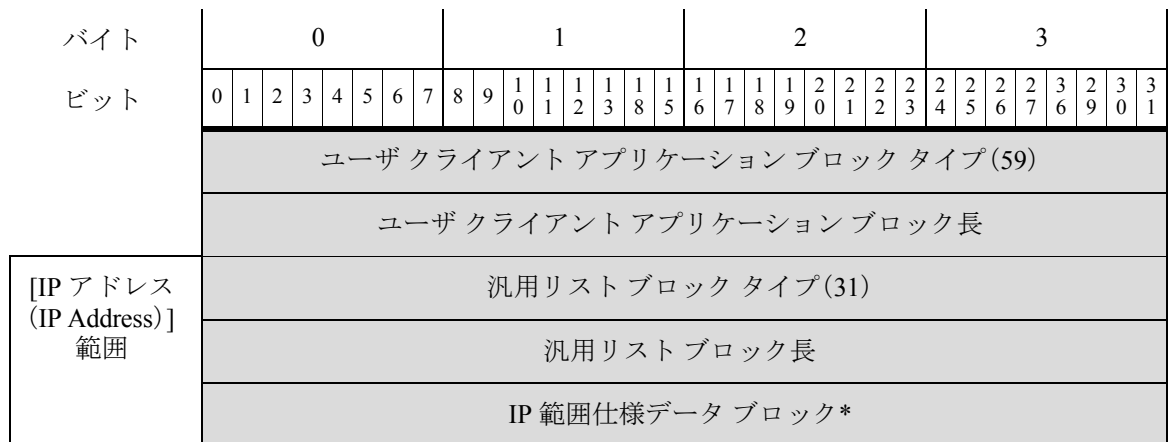 バイト 0 1 2 3
ビット 0 1 2 3 4 5 6 7 8 9 10 11 12 13 18 15 16 17 18 19 20 21 22 23 24 25 26 27 36 29 30 31
ユーザ クライアント アプリケーション ブロック タイプ(59)
ユーザ クライアント アプリケーション ブロック長
[IP アドレス
(IP Address)]
範囲
汎用リスト ブロック タイプ(31)
汎用リスト ブロック長
IP 範囲仕様データ ブロック*